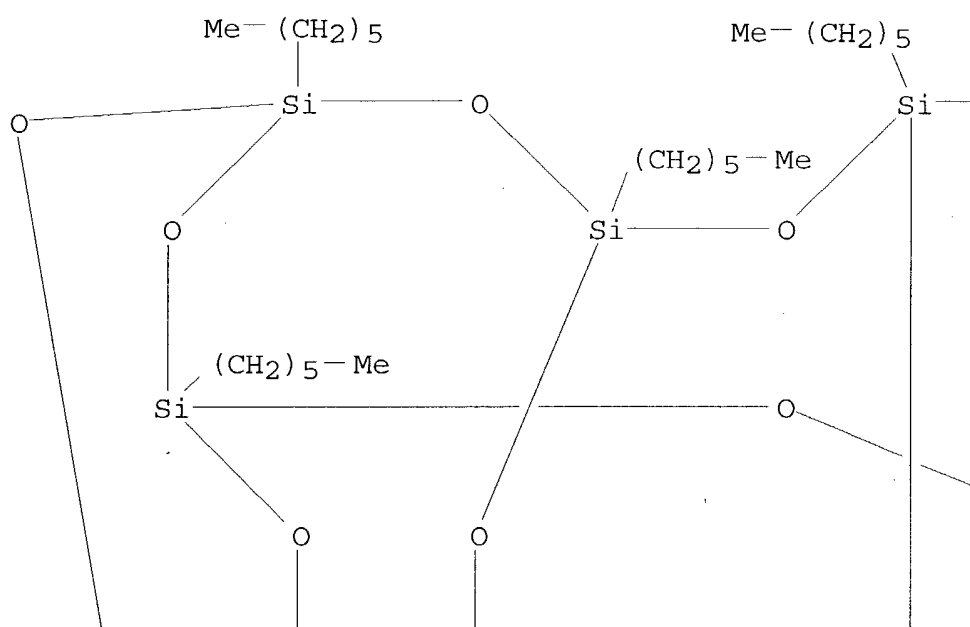 Me—(CH2)5 Me—(CH2)5
Si O Si
O
(CH2)5—Me
O Si O
(CH2)5—Me
Si O
O O